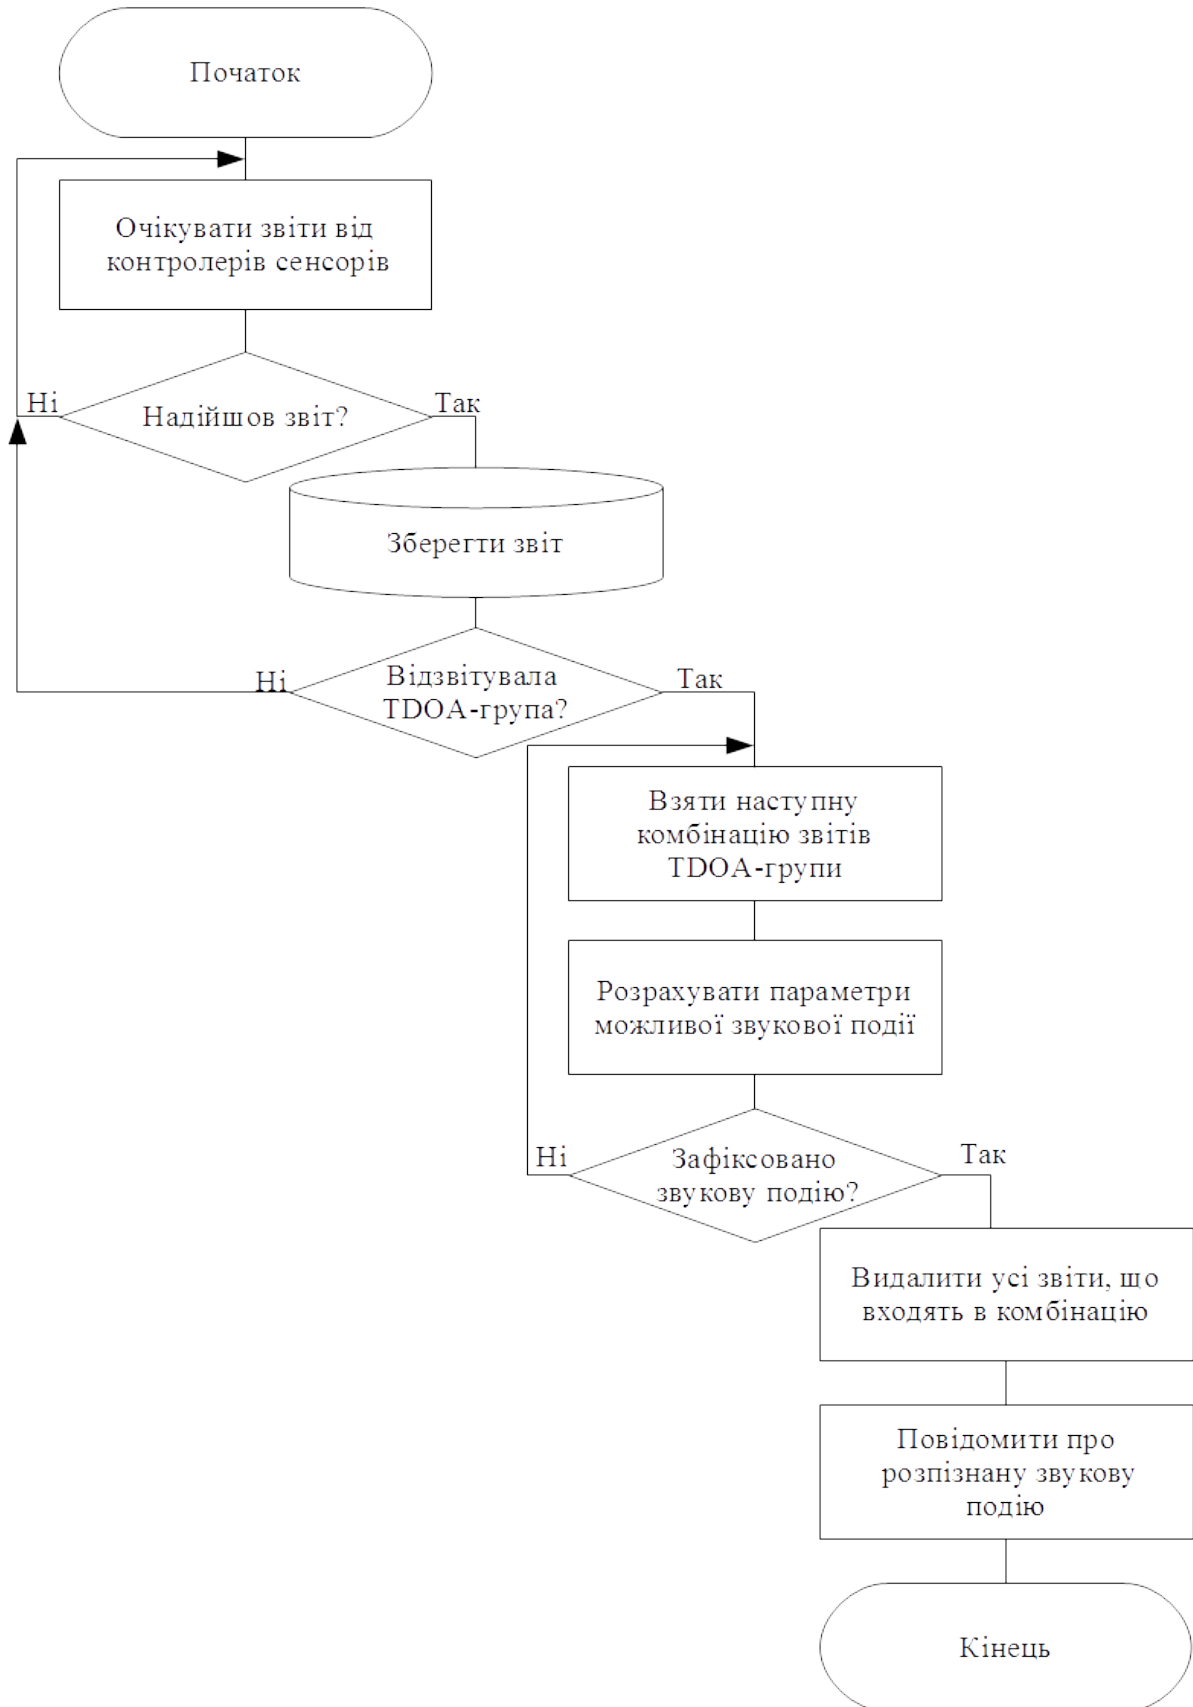 Початок
Очікувати звіти від
контролерів сенсорів
Ні
Надійшов звіт?
Так
Зберегти звіт
Ні
Відзвітувала
TDOA-група?
Так
Взяти наступну
комбінацію звітів
TDOA-групи
Розрахувати параметри
можливої звукової події
Ні
Зафіксовано
звукову подію?
Так
Видалити усі звіти, що
входять в комбінацію
Повідомити про
розпізнану звукову
подію
Кінець